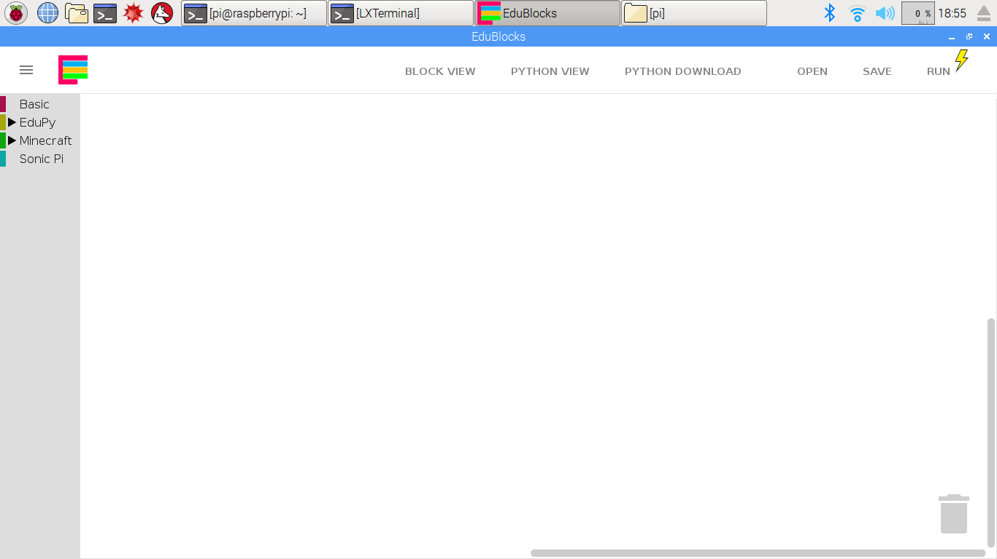 [pi@raspberrypi: ~] [LXTerminal] EduBlocks [pi] 0 % 18:55
EduBlocks
BLOCK VIEW PYTHON VIEW PYTHON DOWNLOAD OPEN SAVE RUN
Basic
EduPy
Minecraft
Sonic Pi